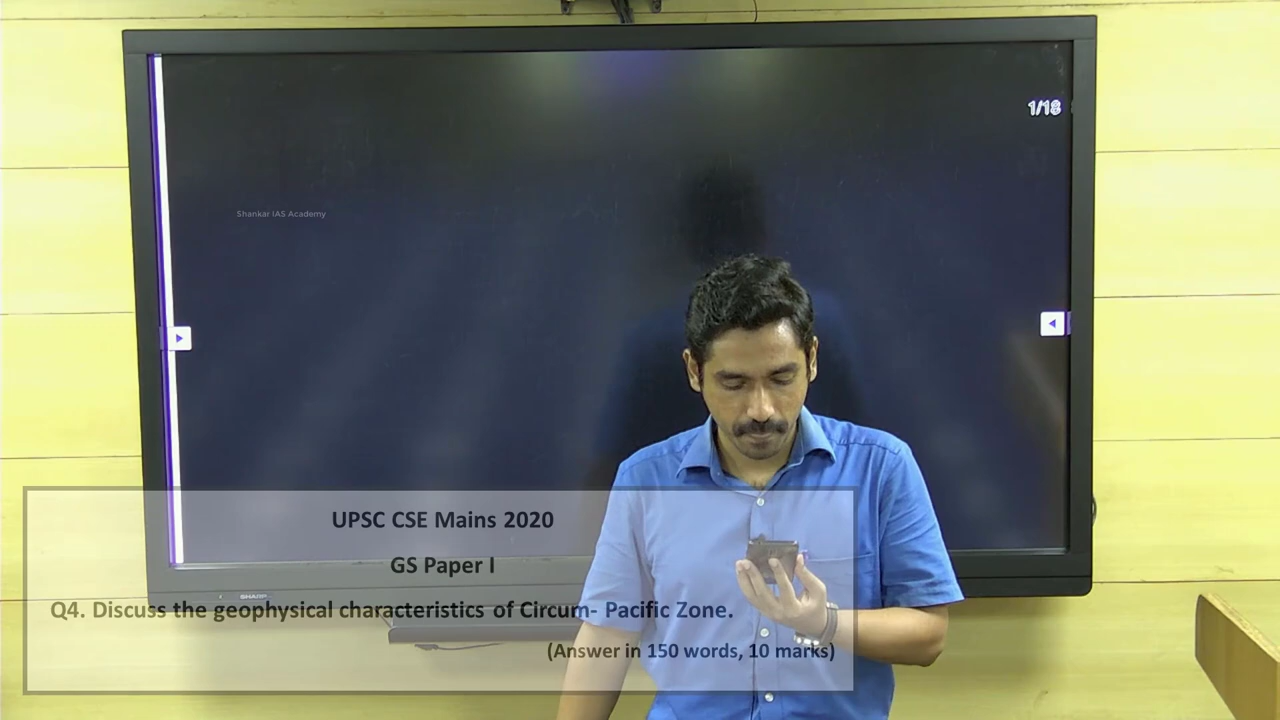 1/18
Shankar IAS Academy
UPSC CSE Mains 2020
GS Paper I
Q4. Discuss the geophysical characteristics of Circum- Pacific Zone.
(Answer in 150 words, 10 marks)
SHARP